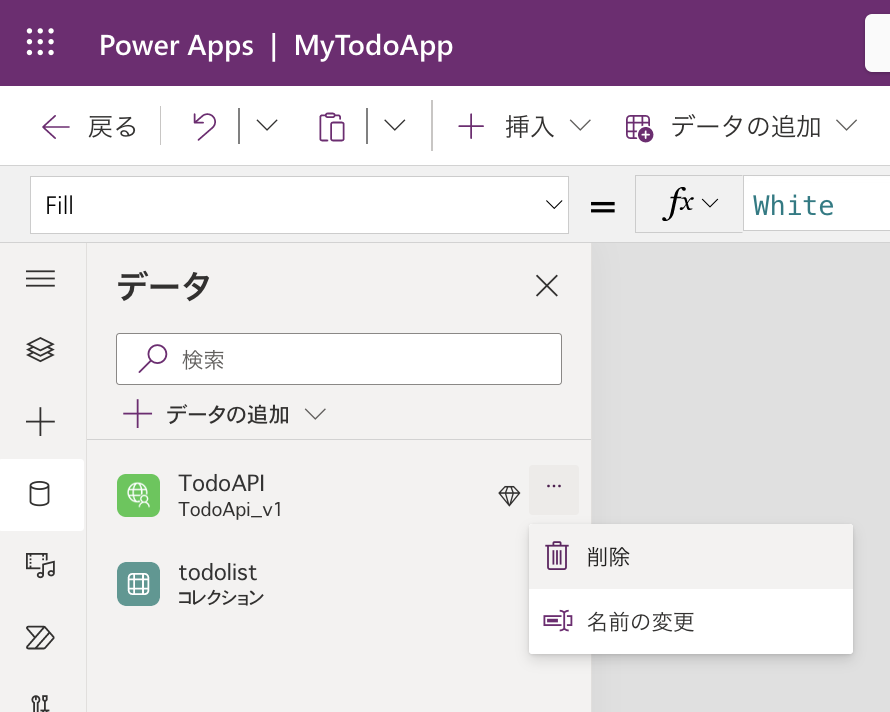 Power Apps | MyTodoApp
戻る
挿入
データの追加
Fill
=
fx
White
データ
検索
データの追加
TodoAPI
TodoApi_v1
...
削除
todolist
コレクション
名前の変更